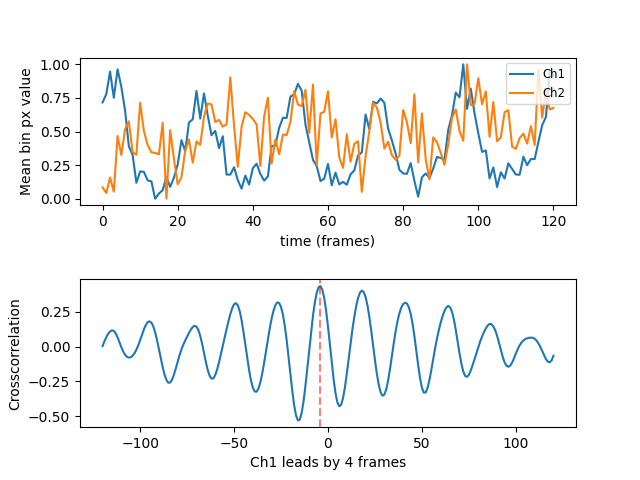 1.00
0.75
0.50
0.25
0.00
Mean bin px value
Ch1
Ch2
0 20 40 60 80 100 120
time (frames)
0.25
0.00
−0.25
−0.50
Crosscorrelation
−100 −50 0 50 100
Ch1 leads by 4 frames